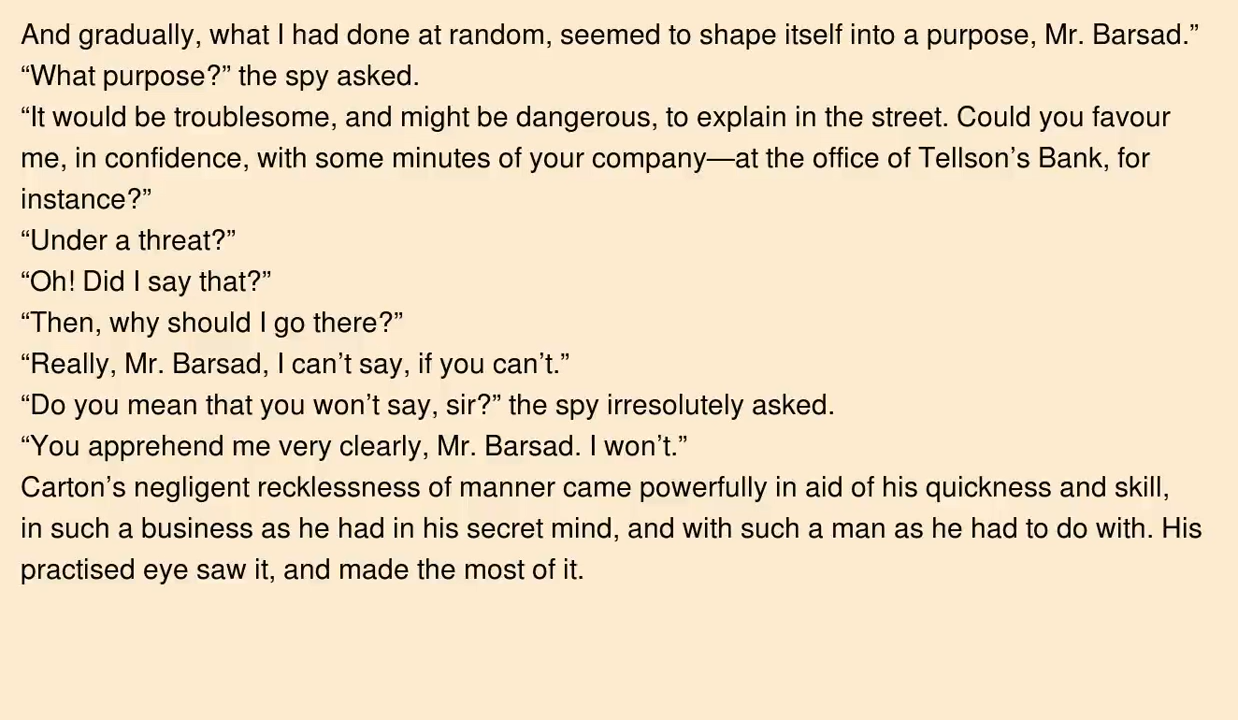 And gradually, what I had done at random, seemed to shape itself into a purpose, Mr. Barsad.”
“What purpose?” the spy asked.
“It would be troublesome, and might be dangerous, to explain in the street. Could you favour
me, in confidence, with some minutes of your company—at the office of Tellson’s Bank, for
instance?”
“Under a threat?”
“Oh! Did I say that?”
“Then, why should I go there?”
“Really, Mr. Barsad, I can’t say, if you can’t.”
“Do you mean that you won’t say, sir?” the spy irresolutely asked.
“You apprehend me very clearly, Mr. Barsad. I won’t.”
Carton’s negligent recklessness of manner came powerfully in aid of his quickness and skill,
in such a business as he had in his secret mind, and with such a man as he had to do with. His
practised eye saw it, and made the most of it.